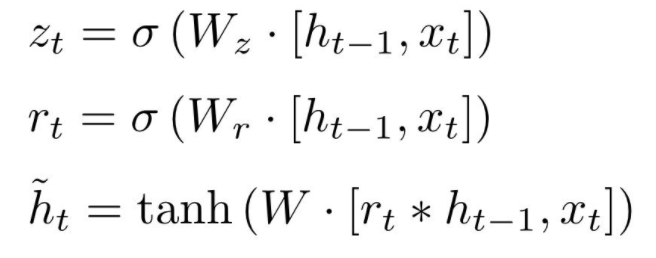 z_t = σ (W_z · [h_{t−1}, x_t])
r_t = σ (W_r · [h_{t−1}, x_t])
h̃_t = tanh (W · [r_t * h_{t−1}, x_t])